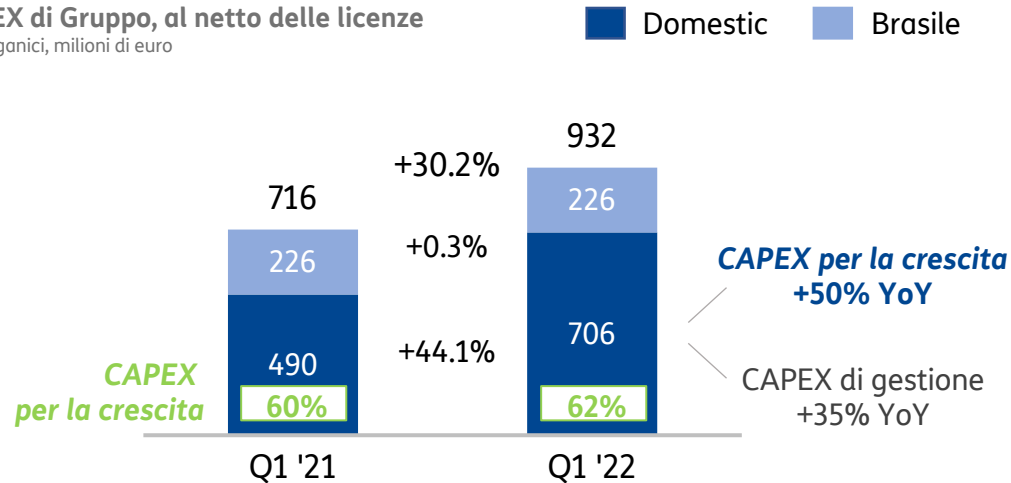 EX di Gruppo, al netto delle licenze
ganici, milioni di euro
Domestic
Brasile
716
+30.2%
932
226
+0.3%
226
490
+44.1%
706
CAPEX
per la crescita
60%
62%
CAPEX per la crescita
+50% YoY
CAPEX di gestione
+35% YoY
Q1 '21
Q1 '22